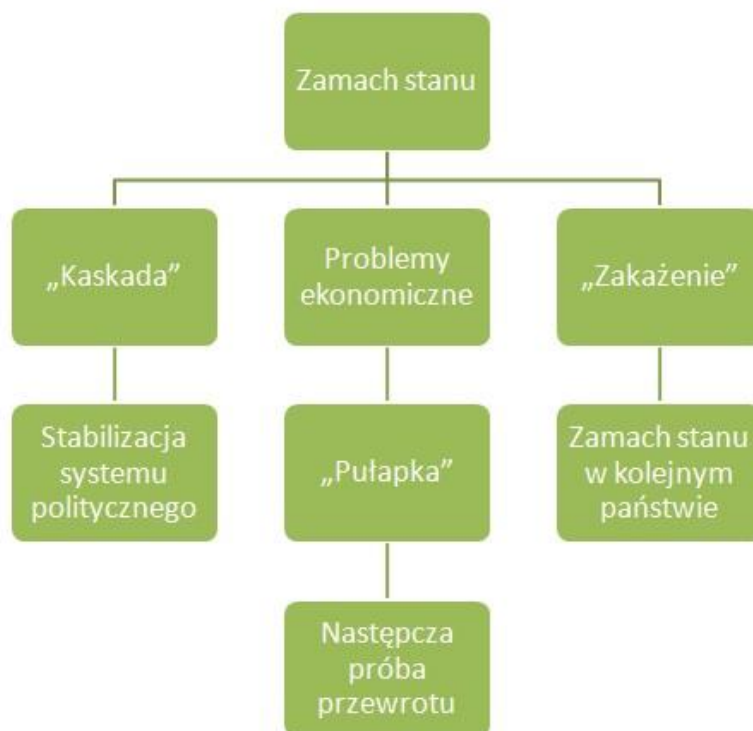 Zamach stanu
„Kaskada”
Problemy
ekonomiczne
„Zakażenie”
Stabilizacja
systemu
politycznego
„Pułapka”
Zamach stanu
w kolejnym
państwie
Następcza
próba
przewrotu